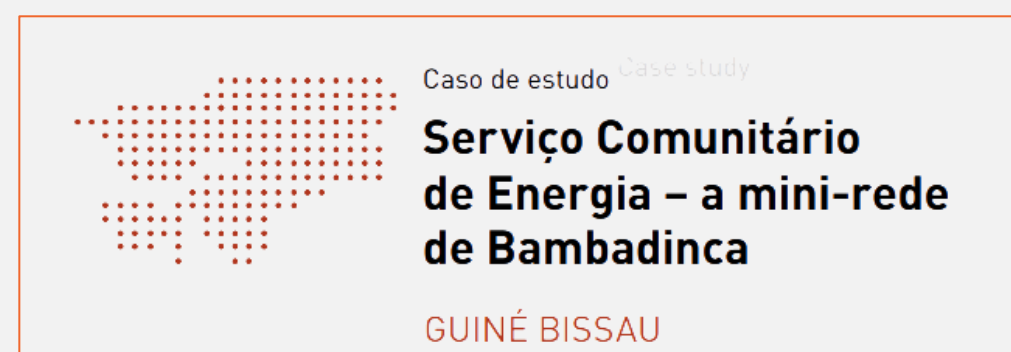 Caso de estudo Case study
Serviço Comunitário
de Energia – a mini-rede
de Bambadinca
GUINÉ BISSAU